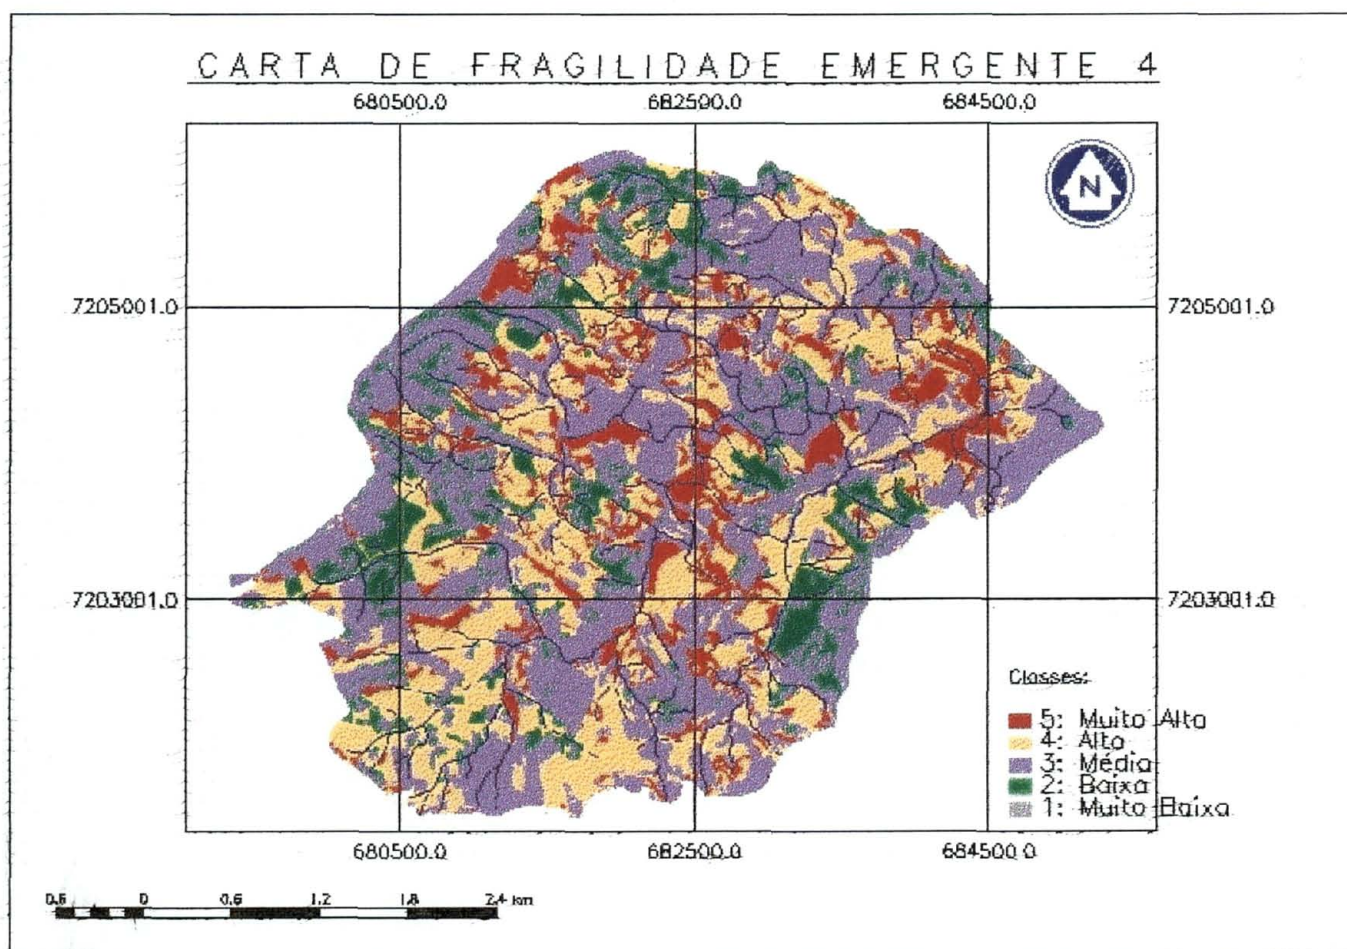 CARTA DE FRAGILIDADE EMERGENTE 4
680500.0 682500.0 684500.0
N
7205001.0 7205001.0
7203001.0 7203001.0
Classes:
5: Muito Alta
4: Alta
3: Média
2: Baixa
1: Muito Baixa
680500.0 682500.0 684500.0
0.6 0 0.6 1.2 1.8 2.4 km